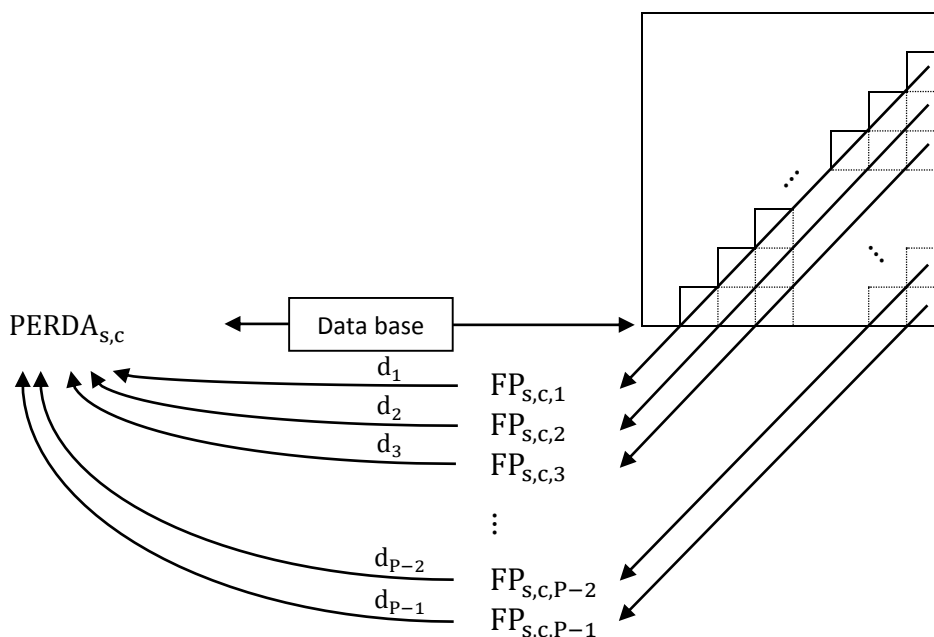 Data base
PERDA_{s,c}
d_1
FP_{s,c,1}
d_2
FP_{s,c,2}
d_3
FP_{s,c,3}
⋮
d_{P−2}
FP_{s,c,P−2}
d_{P−1}
FP_{s,c,P−1}